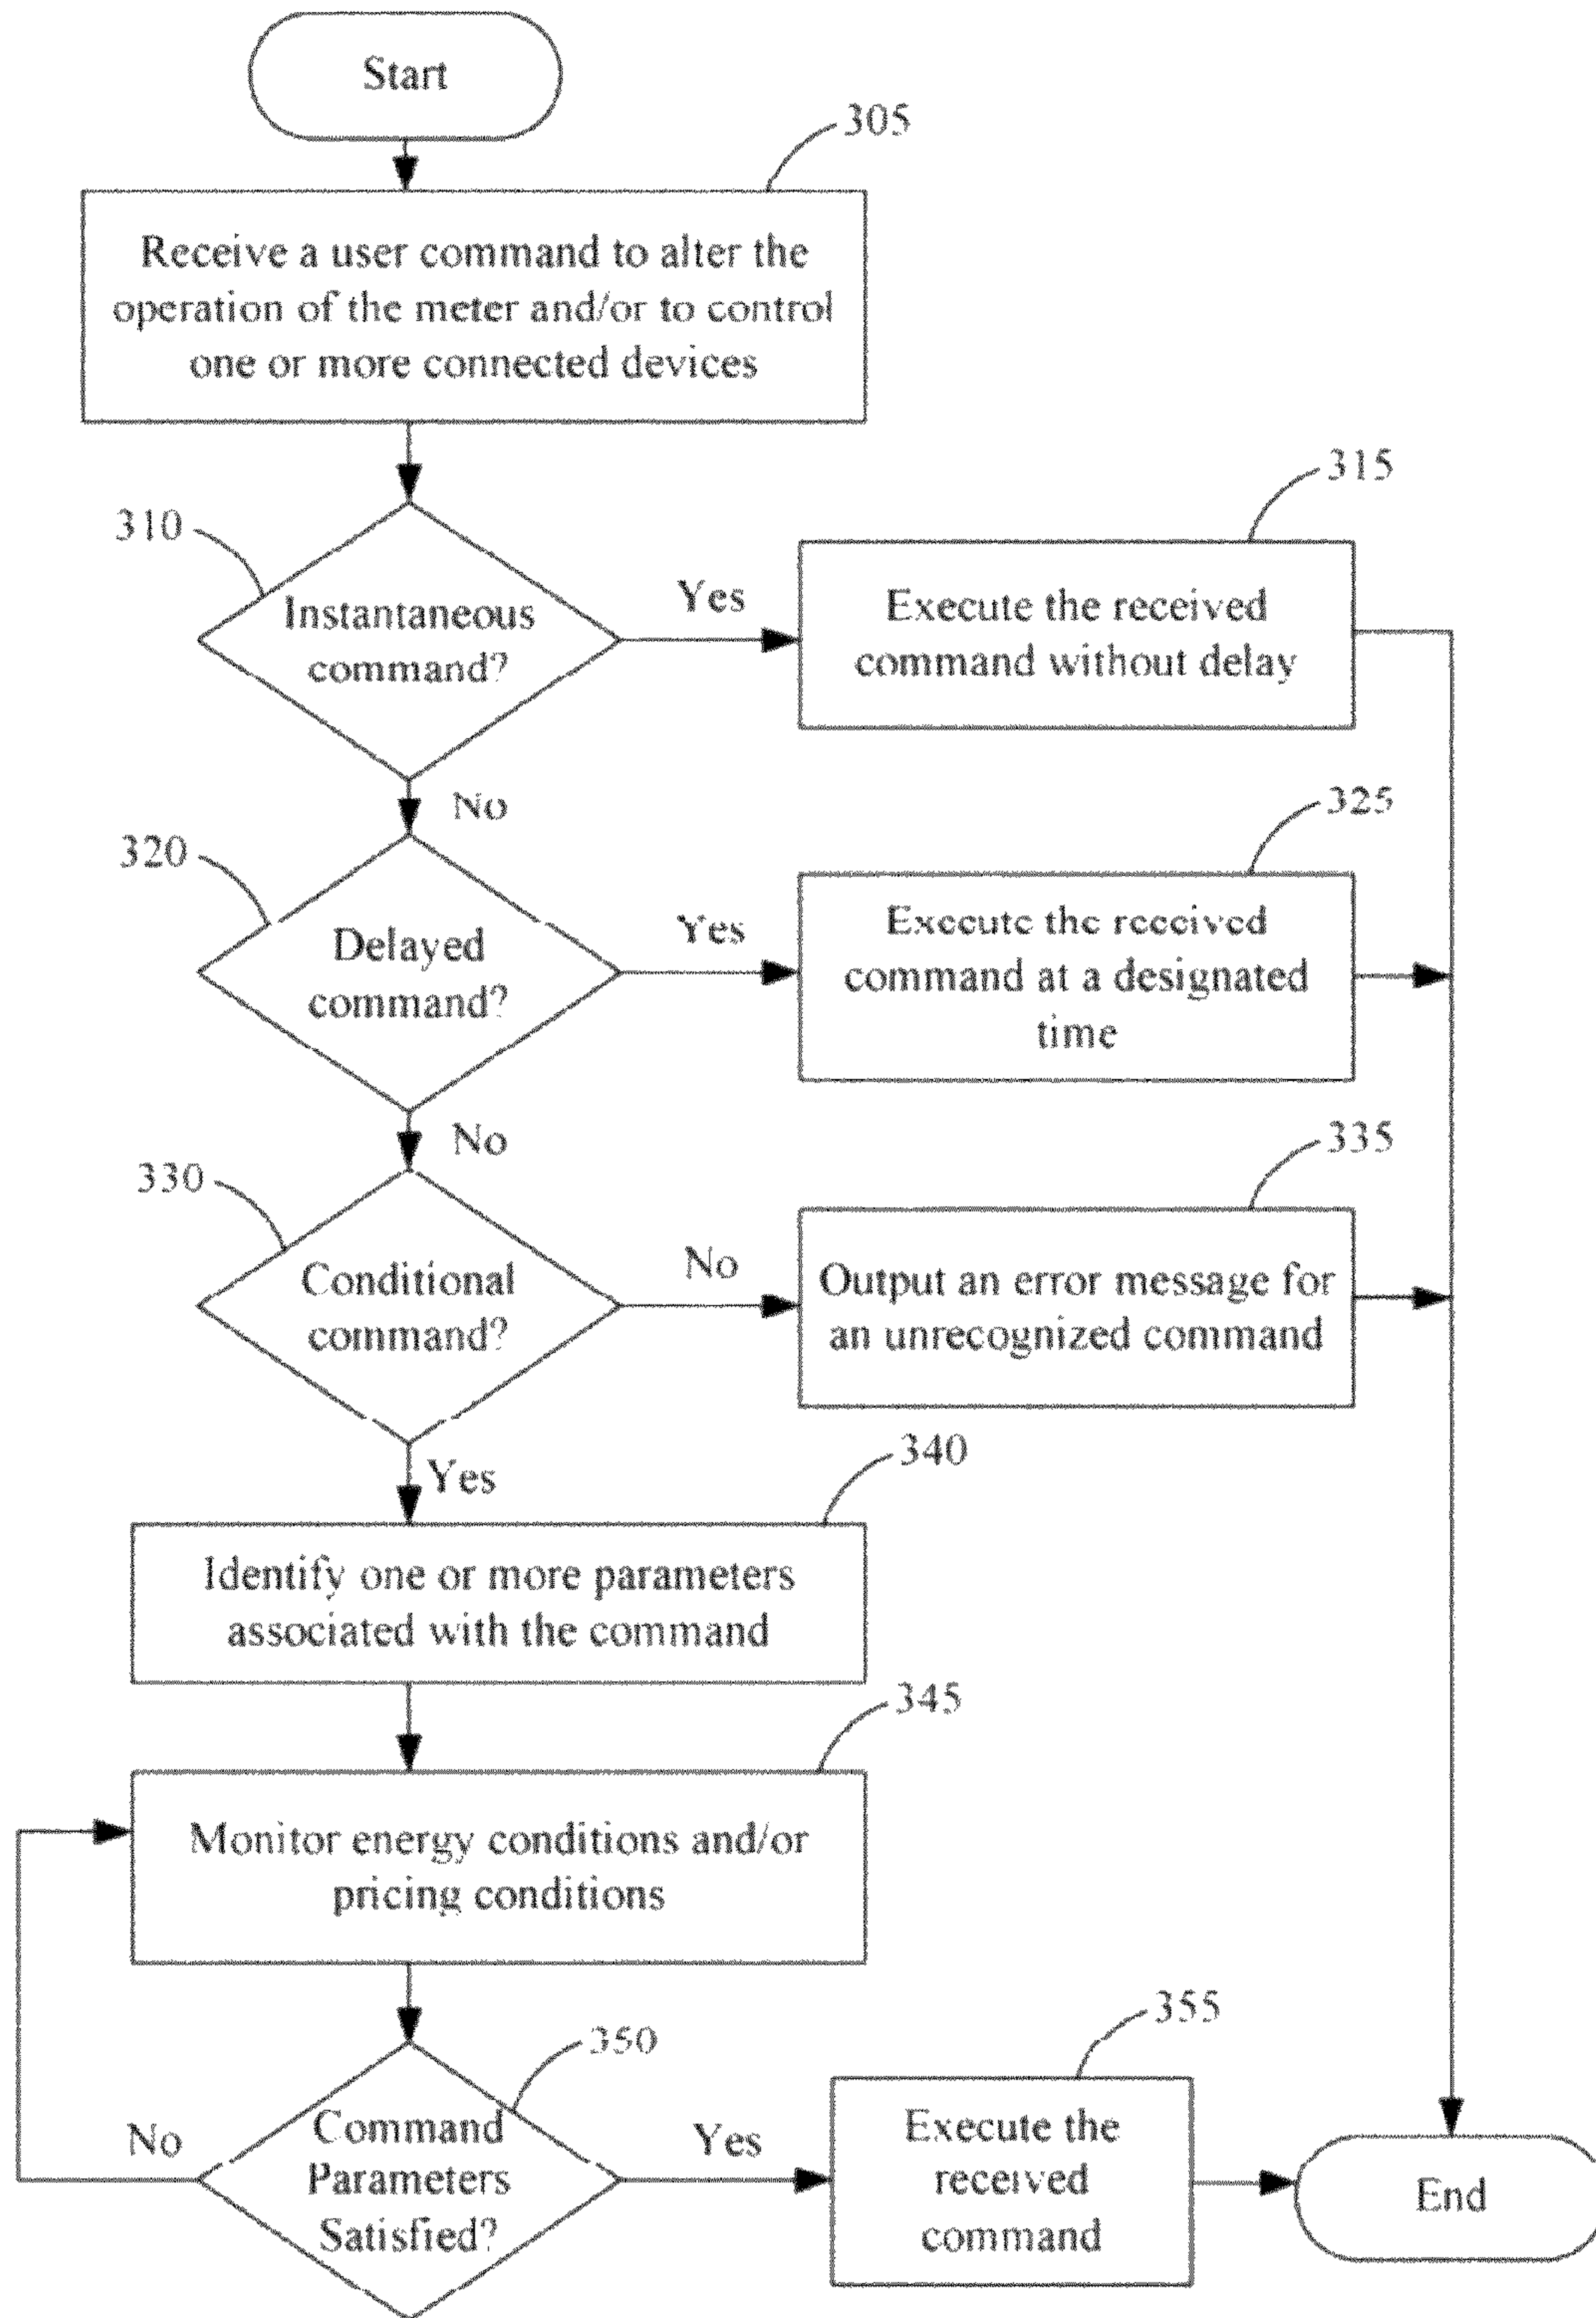 Start
305
Receive a user command to alter the
operation of the meter and/or to control
one or more connected devices
310
Instantaneous
command?
Yes
315
Execute the received
command without delay
No
320
Delayed
command?
Yes
325
Execute the received
command at a designated
time
No
330
Conditional
command?
No
335
Output an error message for
an unrecognized command
Yes
340
Identify one or more parameters
associated with the command
345
Monitor energy conditions and/or
pricing conditions
350
Command
Parameters
Satisfied?
No
Yes
355
Execute the
received
command
End